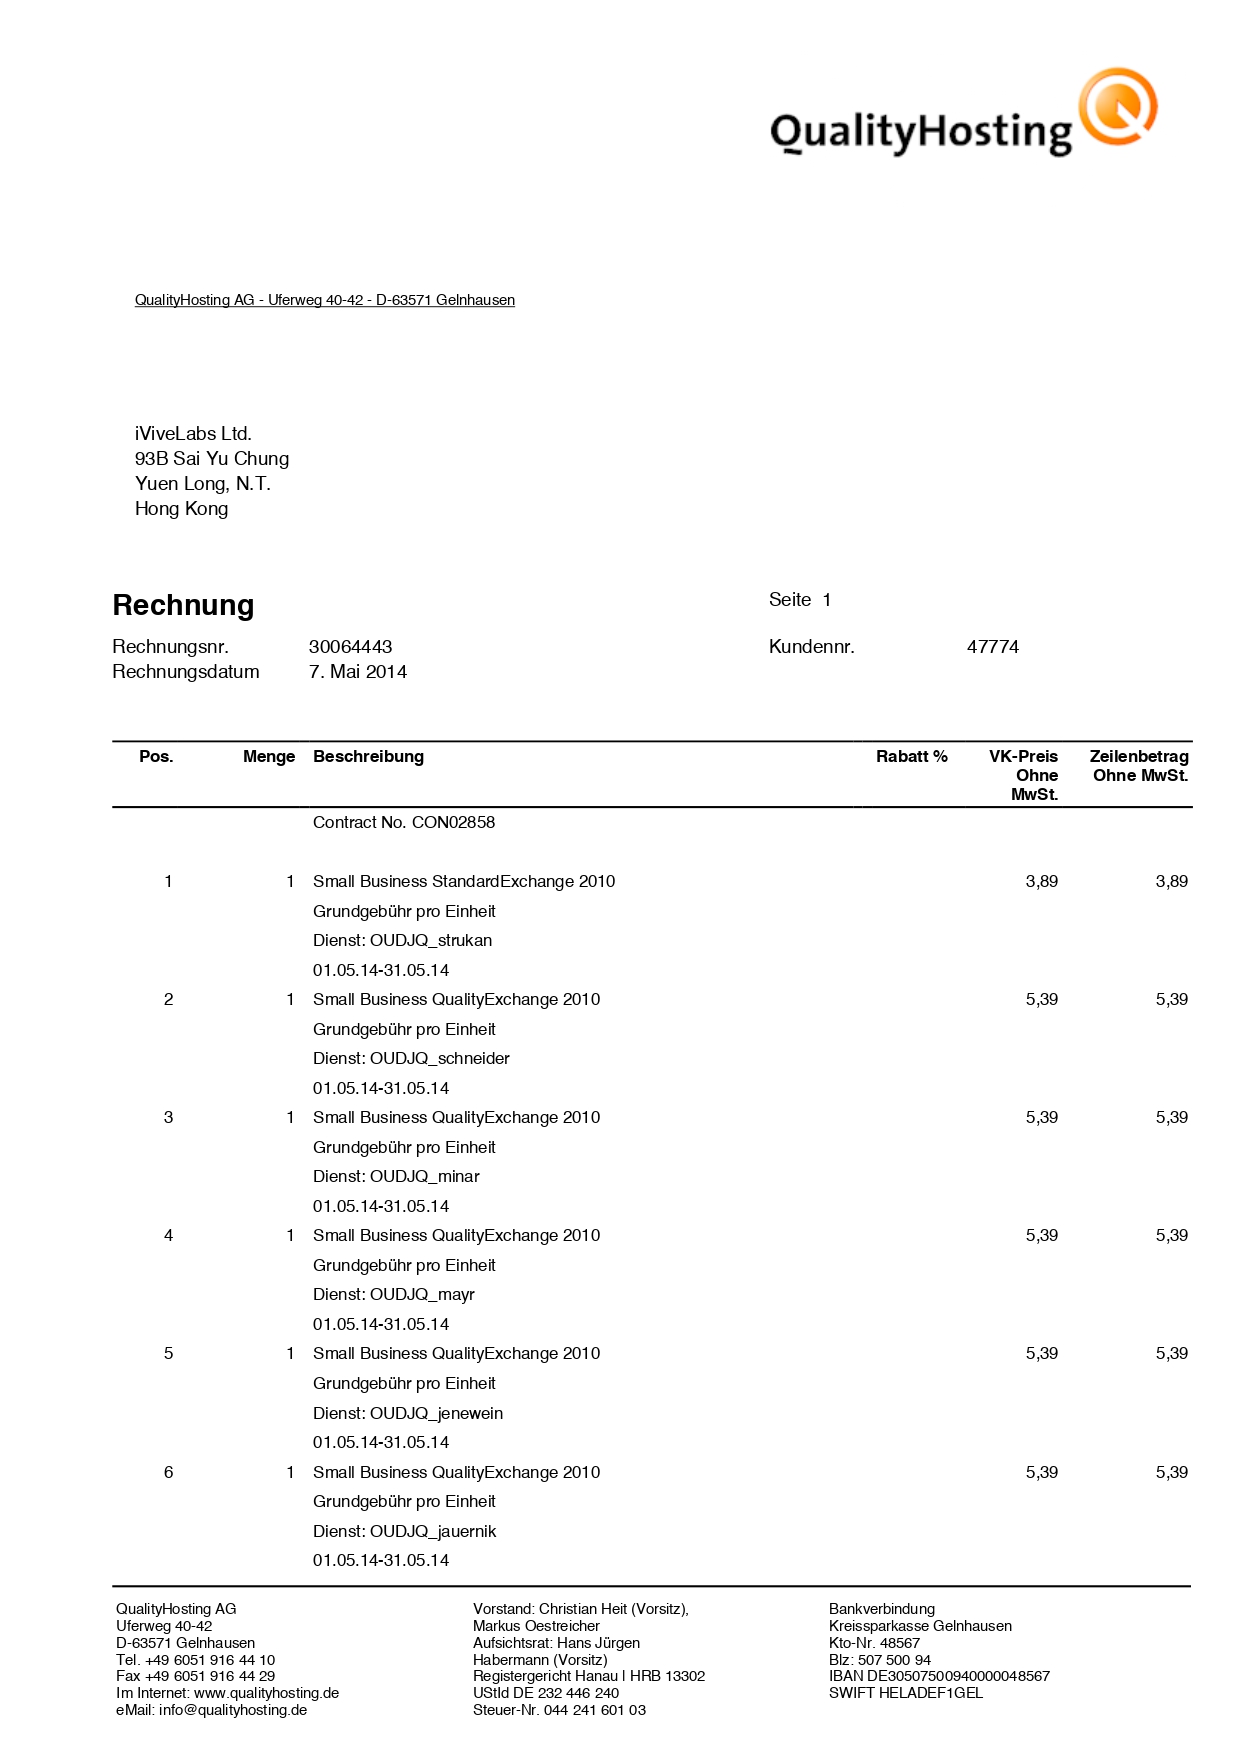 QualityHosting
QualityHosting AG - Uferweg 40-42 - D-63571 Gelnhausen
iViveLabs Ltd.
93B Sai Yu Chung
Yuen Long, N.T.
Hong Kong
Rechnung
Seite 1
Rechnungsnr. 30064443 Kundennr. 47774
Rechnungsdatum 7. Mai 2014
Pos. Menge Beschreibung Rabatt % VK-Preis Zeilenbetrag
Ohne Ohne MwSt.
MwSt.
Contract No. CON02858
1 1 Small Business StandardExchange 2010 3,89 3,89
Grundgebühr pro Einheit
Dienst: OUDJQ_strukan
01.05.14-31.05.14
2 1 Small Business QualityExchange 2010 5,39 5,39
Grundgebühr pro Einheit
Dienst: OUDJQ_schneider
01.05.14-31.05.14
3 1 Small Business QualityExchange 2010 5,39 5,39
Grundgebühr pro Einheit
Dienst: OUDJQ_minar
01.05.14-31.05.14
4 1 Small Business QualityExchange 2010 5,39 5,39
Grundgebühr pro Einheit
Dienst: OUDJQ_mayr
01.05.14-31.05.14
5 1 Small Business QualityExchange 2010 5,39 5,39
Grundgebühr pro Einheit
Dienst: OUDJQ_jenewein
01.05.14-31.05.14
6 1 Small Business QualityExchange 2010 5,39 5,39
Grundgebühr pro Einheit
Dienst: OUDJQ_jauernik
01.05.14-31.05.14
QualityHosting AG
Uferweg 40-42
D-63571 Gelnhausen
Tel. +49 6051 916 44 10
Fax +49 6051 916 44 29
Im Internet: www.qualityhosting.de
eMail: info@qualityhosting.de
Vorstand: Christian Heit (Vorsitz),
Markus Oestreicher
Aufsichtsrat: Hans Jürgen
Habermann (Vorsitz)
Registergericht Hanau | HRB 13302
UStId DE 232 446 240
Steuer-Nr. 044 241 601 03
Bankverbindung
Kreissparkasse Gelnhausen
Kto-Nr. 48567
Blz: 507 500 94
IBAN DE30507500940000048567
SWIFT HELADEF1GEL